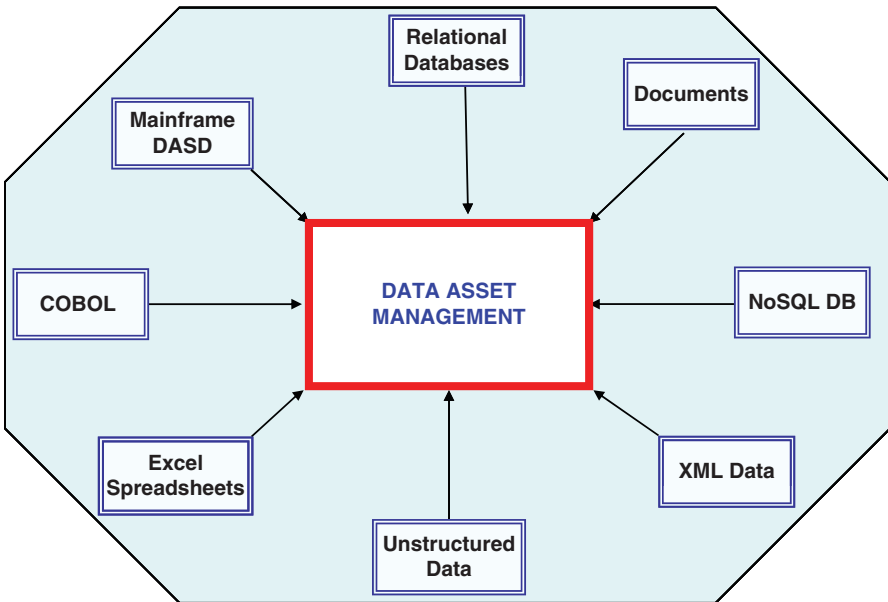 Relational
Databases
Documents
Mainframe
DASD
DATA ASSET
MANAGEMENT
COBOL
NoSQL DB
Excel
Spreadsheets
XML Data
Unstructured
Data